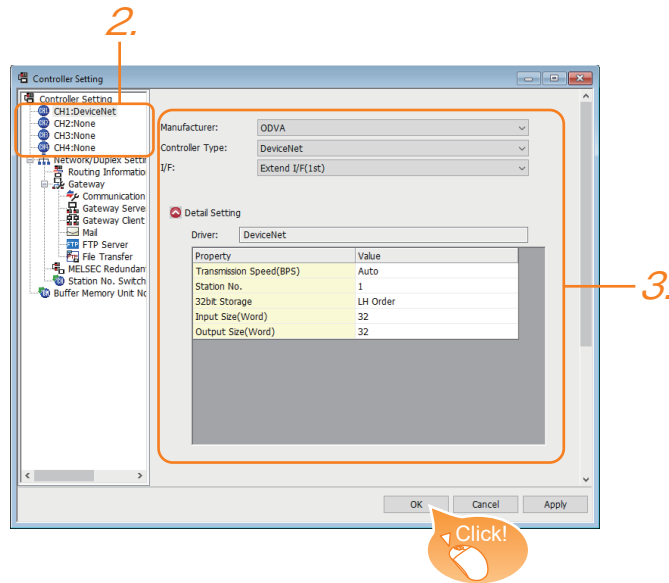 2.
Controller Setting
Controller Setting
CH1:DeviceNet
CH2:None
CH3:None
CH4:None
Network/Duplex Settin
Routing Informatio
Gateway
Communication
Gateway Serve
Gateway Client
Mail
FTP
FTP Server
File Transfer
MELSEC Redundan
Station No. Switch
Buffer Memory Unit No
Manufacturer: ODVA
Controller Type: DeviceNet
I/F: Extend I/F(1st)
Detail Setting
Driver: DeviceNet
Property Value
Transmission Speed(BPS) Auto
Station No. 1
32bit Storage LH Order
Input Size(Word) 32
Output Size(Word) 32
3.
OK Cancel Apply
Click!